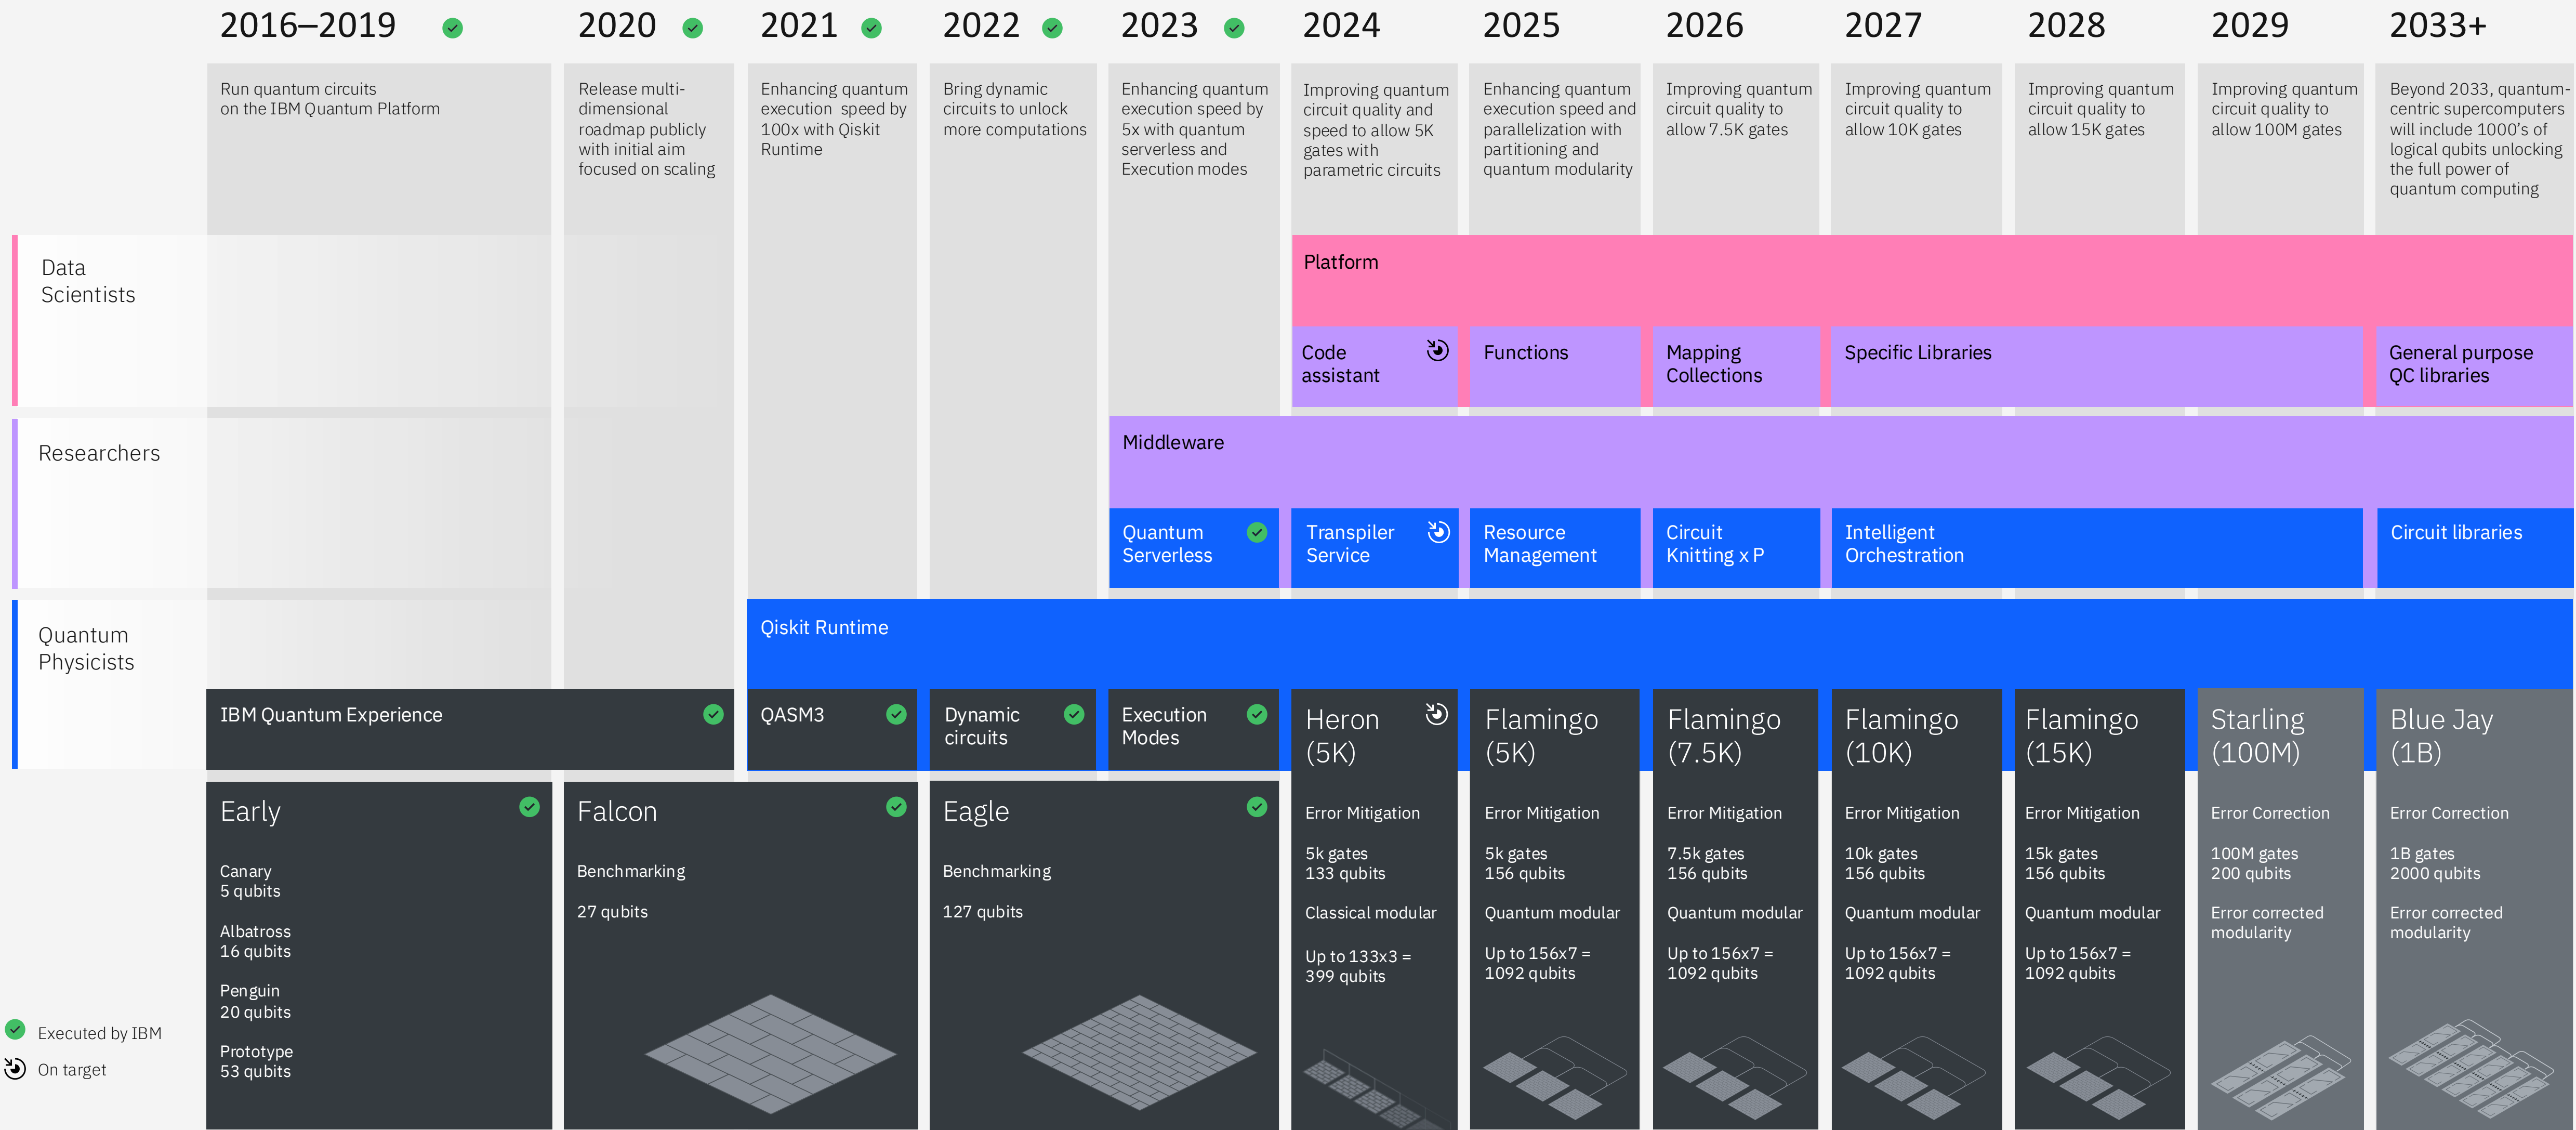 2016–2019
2020
2021
2022
2023
2024
2025
2026
2027
2028
2029
2033+
Run quantum circuits
on the IBM Quantum Platform
Release multi-
dimensional
roadmap publicly
with initial aim
focused on scaling
Enhancing quantum
execution speed by
100x with Qiskit
Runtime
Bring dynamic
circuits to unlock
more computations
Enhancing quantum
execution speed by
5x with quantum
serverless and
Execution modes
Improving quantum
circuit quality and
speed to allow 5K
gates with
parametric circuits
Enhancing quantum
execution speed and
parallelization with
partitioning and
quantum modularity
Improving quantum
circuit quality to
allow 7.5K gates
Improving quantum
circuit quality to
allow 10K gates
Improving quantum
circuit quality to
allow 15K gates
Improving quantum
circuit quality to
allow 100M gates
Beyond 2033, quantum-
centric supercomputers
will include 1000’s of
logical qubits unlocking
the full power of
quantum computing
Data
Scientists
Platform
Code
assistant
Functions
Mapping
Collections
Specific Libraries
General purpose
QC libraries
Researchers
Middleware
Quantum
Serverless
Transpiler
Service
Resource
Management
Circuit
Knitting x P
Intelligent
Orchestration
Circuit libraries
Quantum
Physicists
Qiskit Runtime
IBM Quantum Experience
QASM3
Dynamic
circuits
Execution
Modes
Early
Canary
5 qubits
Albatross
16 qubits
Penguin
20 qubits
Prototype
53 qubits
Falcon
Benchmarking
27 qubits
Eagle
Benchmarking
127 qubits
Heron
(5K)
Error Mitigation
5k gates
133 qubits
Classical modular
Up to 133x3 =
399 qubits
Flamingo
(5K)
Error Mitigation
5k gates
156 qubits
Quantum modular
Up to 156x7 =
1092 qubits
Flamingo
(7.5K)
Error Mitigation
7.5k gates
156 qubits
Quantum modular
Up to 156x7 =
1092 qubits
Flamingo
(10K)
Error Mitigation
10k gates
156 qubits
Quantum modular
Up to 156x7 =
1092 qubits
Flamingo
(15K)
Error Mitigation
15k gates
156 qubits
Quantum modular
Up to 156x7 =
1092 qubits
Starling
(100M)
Error Correction
100M gates
200 qubits
Error corrected
modularity
Blue Jay
(1B)
Error Correction
1B gates
2000 qubits
Error corrected
modularity
Executed by IBM
On target